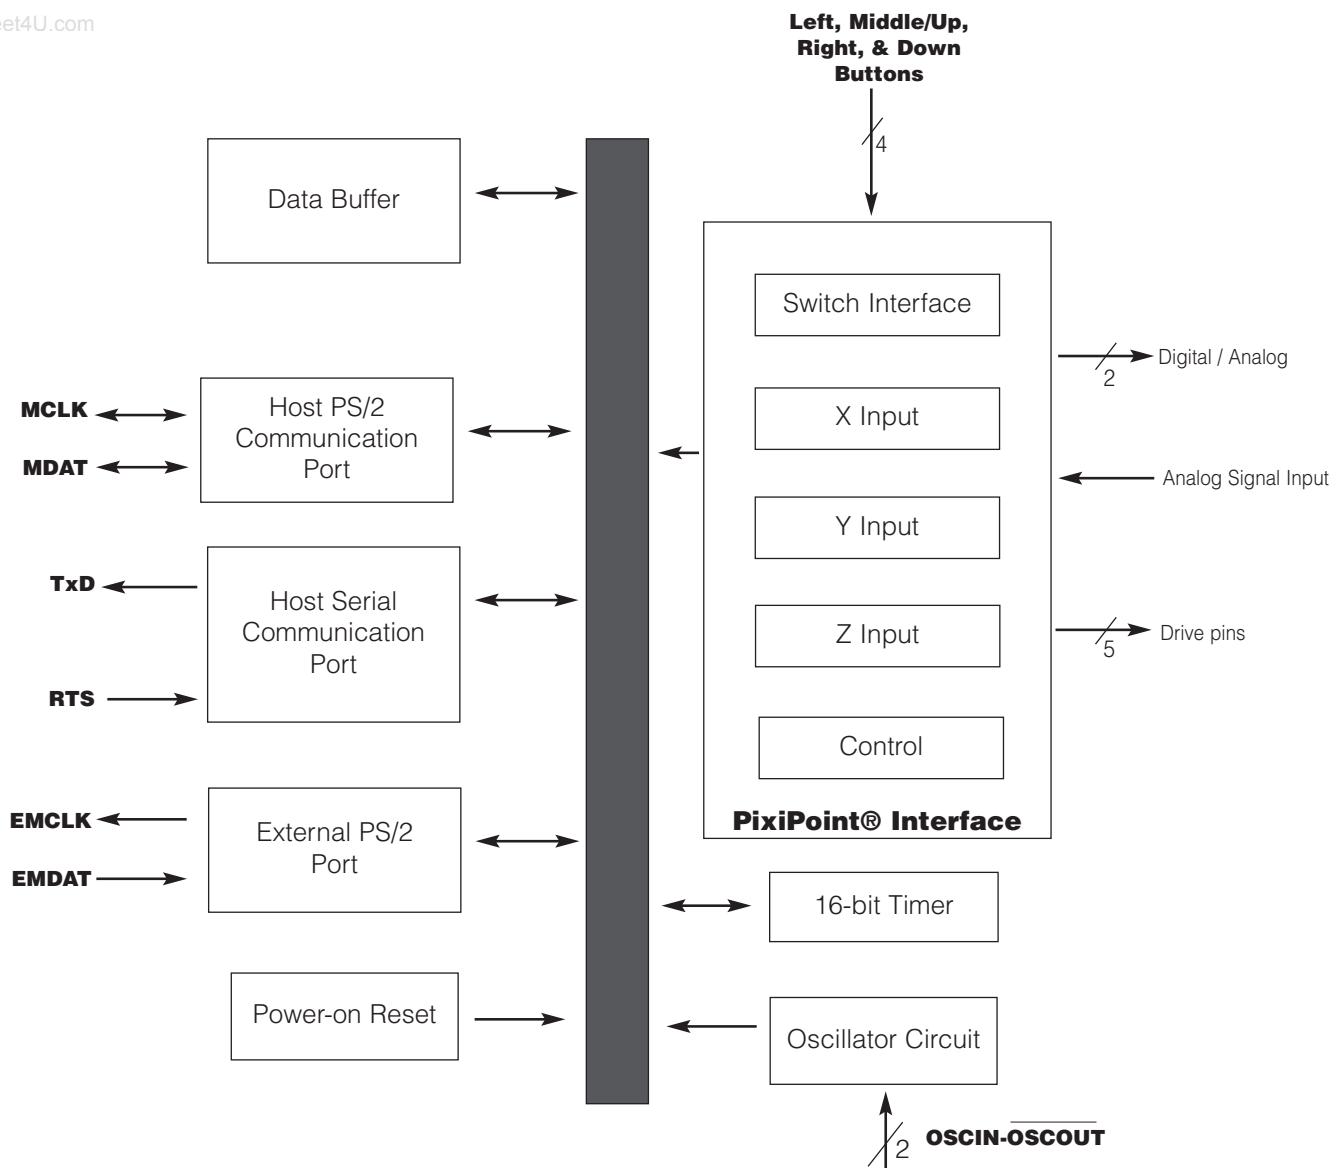 et4U.com
Left, Middle/Up,
Right, & Down
Buttons
4
Data Buffer
Switch Interface
2
Digital / Analog
MCLK
MDAT
Host PS/2
Communication
Port
X Input
Analog Signal Input
Y Input
TxD
RTS
Host Serial
Communication
Port
Z Input
5
Drive pins
Control
PixiPoint® Interface
EMCLK
EMDAT
External PS/2
Port
16-bit Timer
Power-on Reset
Oscillator Circuit
2
OSCIN-OSCOUT